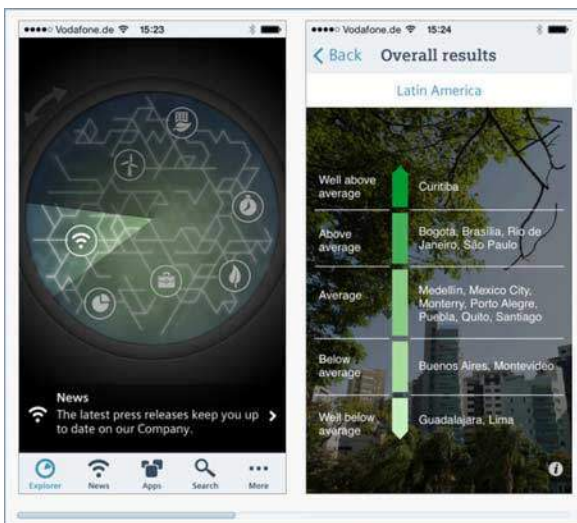 Vodafone.de 15:23
News
The latest press releases keep you up
to date on our Company.
Explorer News Apps Search More
Vodafone.de 15:24
Back Overall results
Latin America
Well above
average
Curitiba
Above
average
Bogotá, Brasília, Rio de
Janeiro, São Paulo
Average
Medellín, Mexico City,
Monterry, Porto Alegre,
Puebla, Quito, Santiago
Below
average
Buenos Aires, Montevideo
Well below
average
Guadalajara, Lima